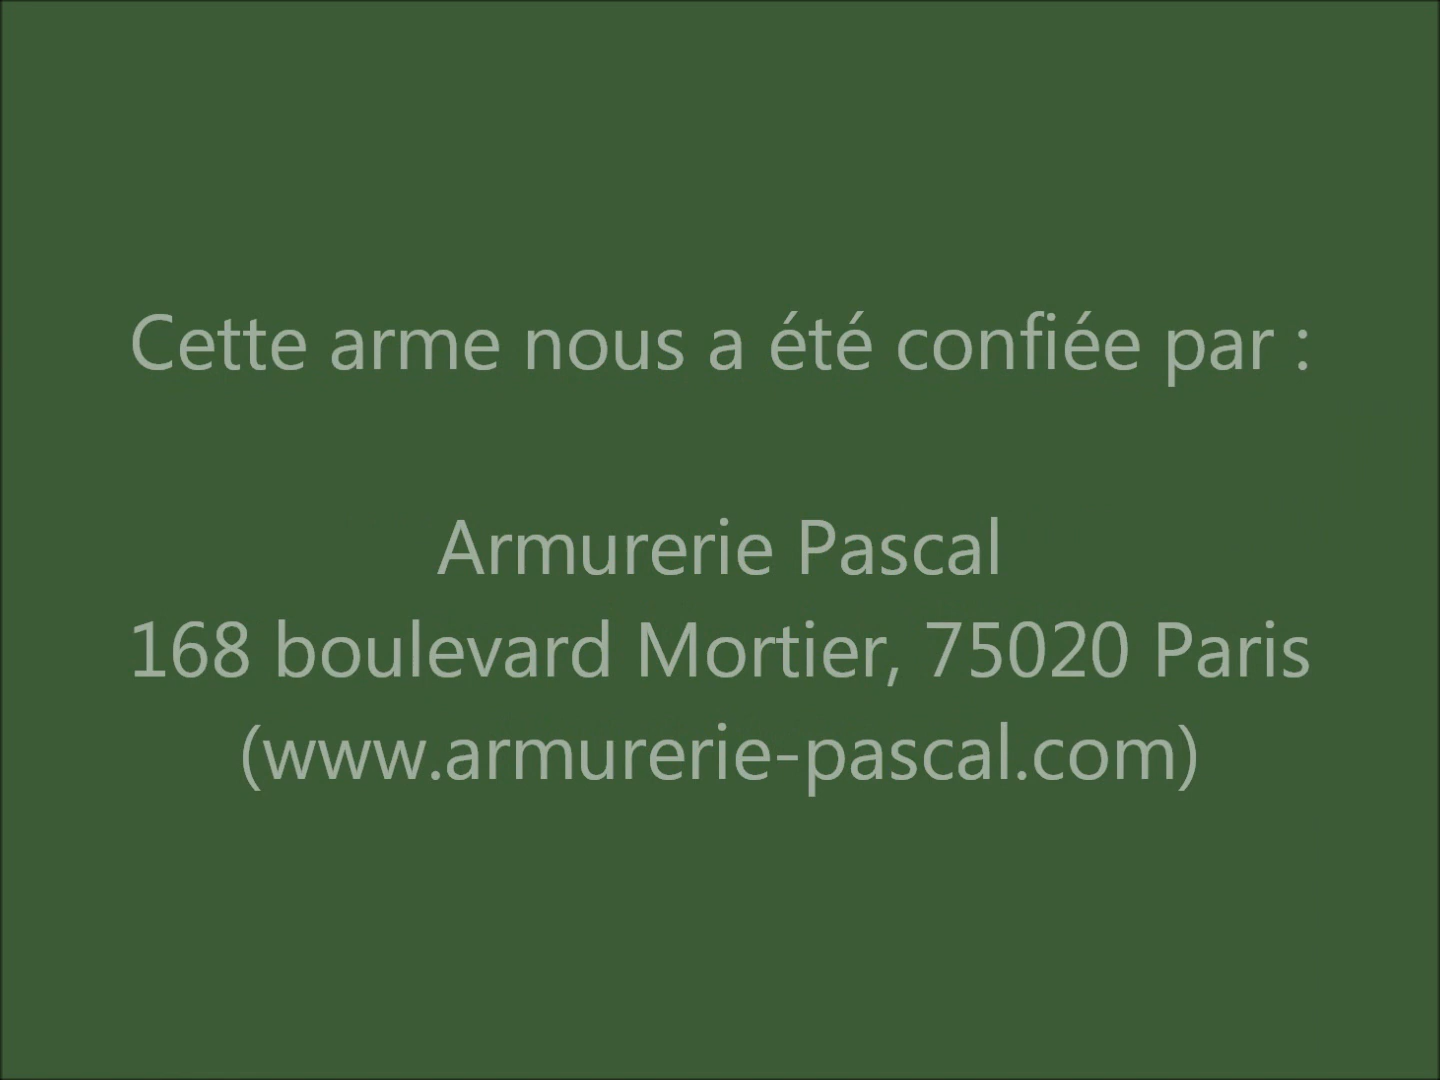 Cette arme nous a été confiée par :
Armurerie Pascal
168 boulevard Mortier, 75020 Paris
(www.armurerie-pascal.com)